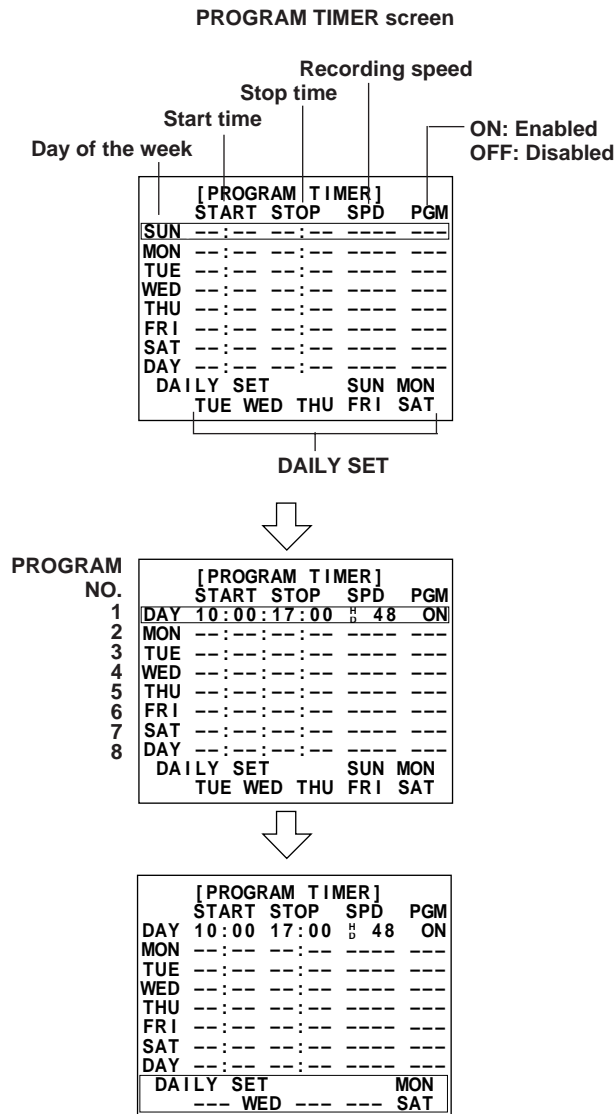 PROGRAM TIMER screen
Recording speed
Stop time
Start time
ON: Enabled
OFF: Disabled
Day of the week
[PROGRAM TIMER]
START STOP SPD PGM
SUN --:-- --:-- ---- ---
MON --:-- --:-- ---- ---
TUE --:-- --:-- ---- ---
WED --:-- --:-- ---- ---
THU --:-- --:-- ---- ---
FRI --:-- --:-- ---- ---
SAT --:-- --:-- ---- ---
DAY --:-- --:-- ---- ---
DAILY SET SUN MON
TUE WED THU FRI SAT
DAILY SET
PROGRAM
NO.
[PROGRAM TIMER]
START STOP SPD PGM
1 DAY 10:00:17:00 HD 48 ON
2 MON --:--:--:-- ---- ---
3 TUE --:--:--:-- ---- ---
4 WED --:--:--:-- ---- ---
5 THU --:--:--:-- ---- ---
6 FRI --:--:--:-- ---- ---
7 SAT --:--:--:-- ---- ---
8 DAY --:--:--:-- ---- ---
DAILY SET SUN MON
TUE WED THU FRI SAT
[PROGRAM TIMER]
START STOP SPD PGM
DAY 10:00 17:00 HD 48 ON
MON --:-- --:-- ---- ---
TUE --:-- --:-- ---- ---
WED --:-- --:-- ---- ---
THU --:-- --:-- ---- ---
FRI --:-- --:-- ---- ---
SAT --:-- --:-- ---- ---
DAY --:-- --:-- ---- ---
DAILY SET MON
--- WED --- --- SAT